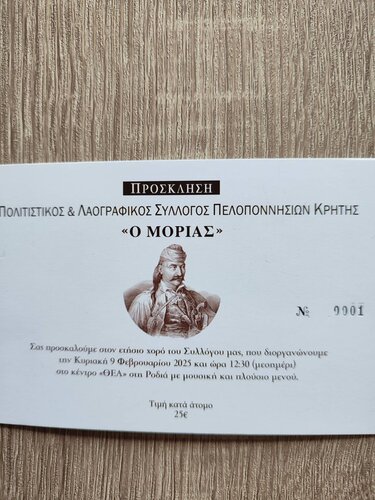 ΠΡΟΣΚΛΗΣΗ
ΠΟΛΙΤΙΣΤΙΚΟΣ & ΛΑΟΓΡΑΦΙΚΟΣ ΣΥΛΛΟΓΟΣ ΠΕΛΟΠΟΝΝΗΣΙΩΝ ΚΡΗΤΗΣ
«Ο ΜΟΡΙΑΣ»
№ 0001
Σας προσκαλούμε στον ετήσιο χορό του Συλλόγου μας, που διοργανώνουμε
την Κυριακή 9 Φεβρουαρίου 2025 και ώρα 12:30 (μεσημέρι)
στο κέντρο «ΘΕΑ» στη Ροδιά με μουσική και πλούσιο μενού.
Τιμή κατά άτομο
25€